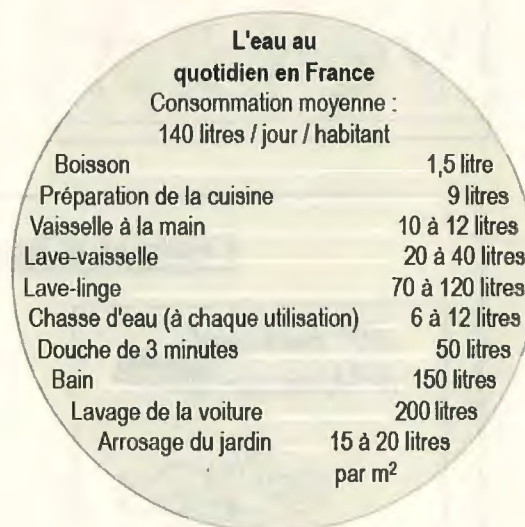 L'eau au
quotidien en France
Consommation moyenne :
140 litres / jour / habitant
Boisson 1,5 litre
Préparation de la cuisine 9 litres
Vaisselle à la main 10 à 12 litres
Lave-vaisselle 20 à 40 litres
Lave-linge 70 à 120 litres
Chasse d'eau (à chaque utilisation) 6 à 12 litres
Douche de 3 minutes 50 litres
Bain 150 litres
Lavage de la voiture 200 litres
Arrosage du jardin 15 à 20 litres
par m²